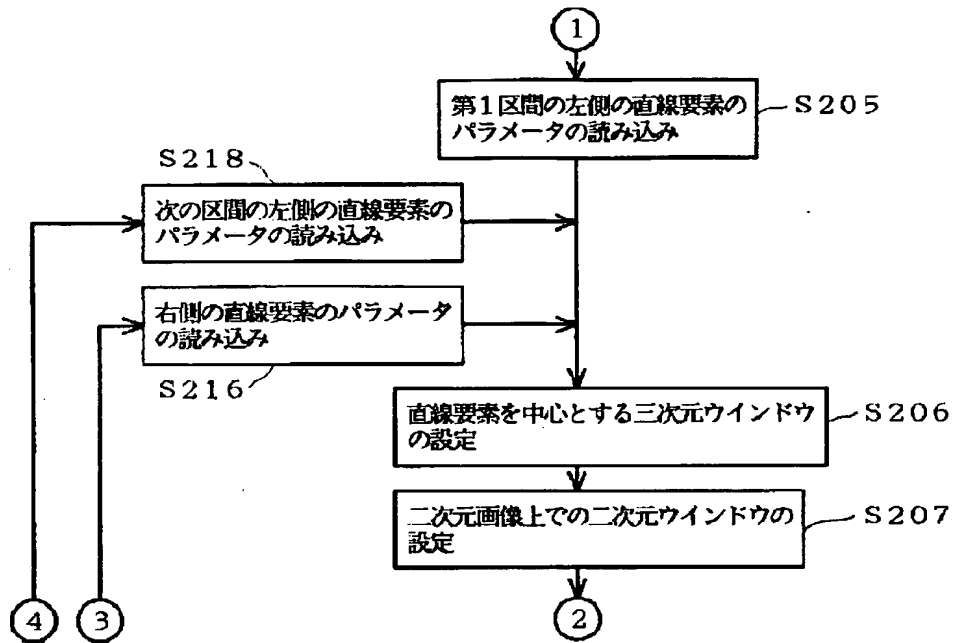 1
第1区間の左側の直線要素の
パラメータの読み込み
S205
S218
次の区間の左側の直線要素の
パラメータの読み込み
右側の直線要素のパラメータ
の読み込み
S216
直線要素を中心とする三次元ウインドウ
の設定
S206
二次元画像上での二次元ウインドウの
設定
S207
4
3
2